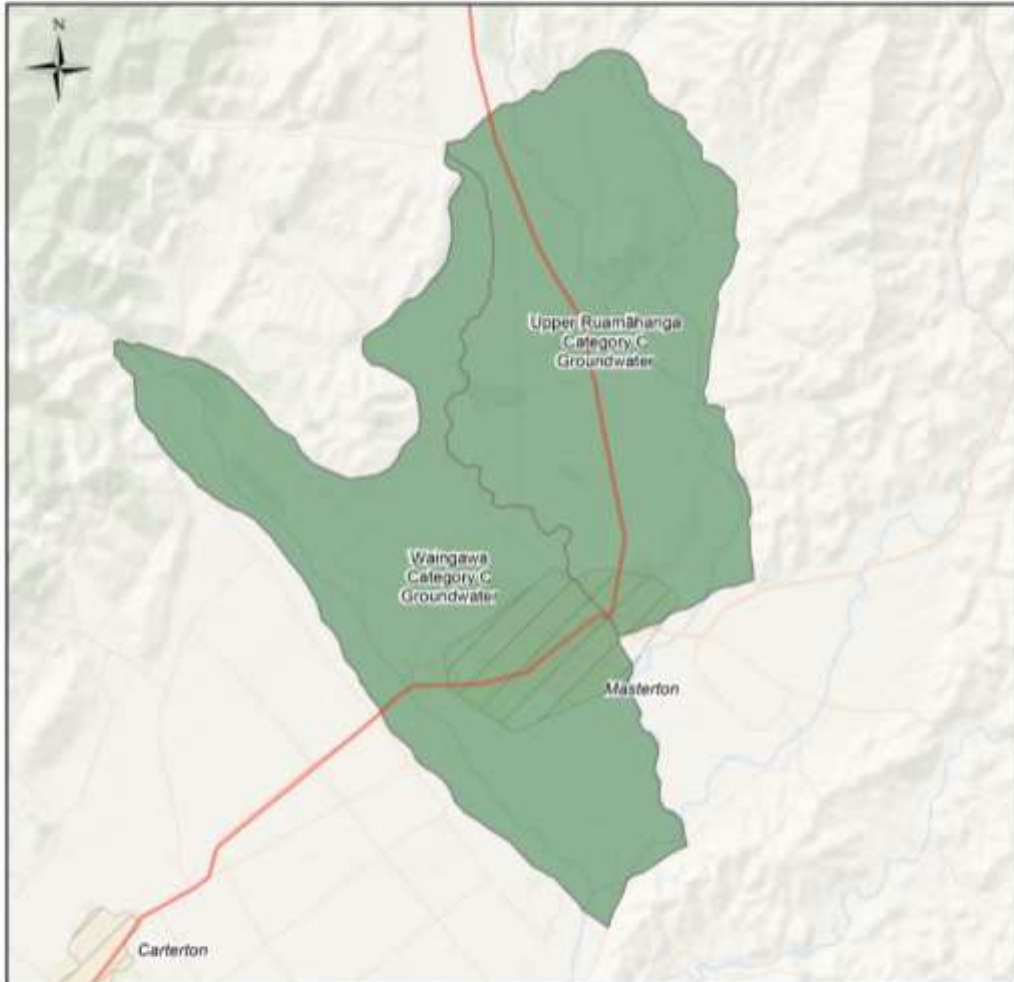 N
Upper Ruamāhanga
Category C
Groundwater
Waingawa
Category C
Groundwater
Masterton
Carterton